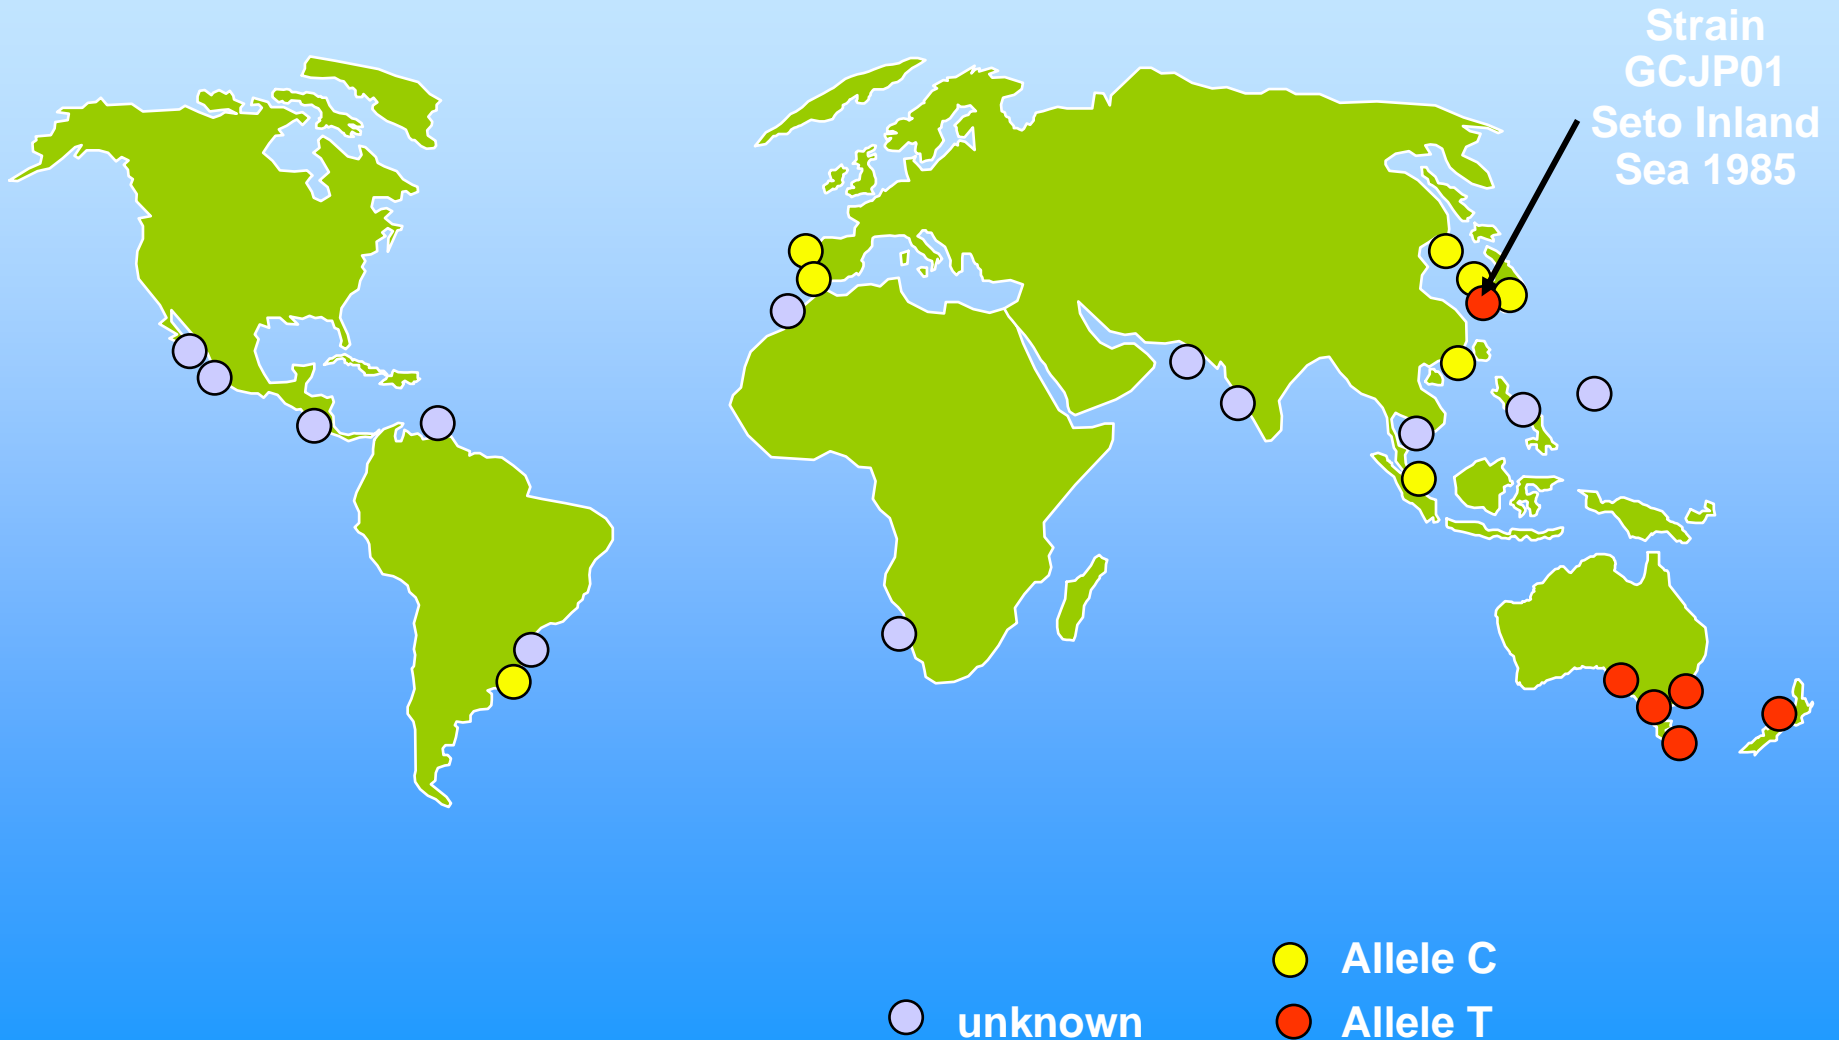 Strain
GCJP01
Seto Inland
Sea 1985
Allele C
unknown
Allele T